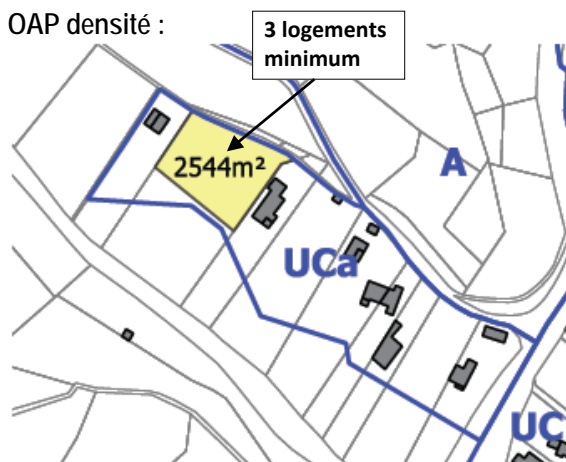 OAP densité :
3 logements
minimum
2544m²
A
UCa
UC